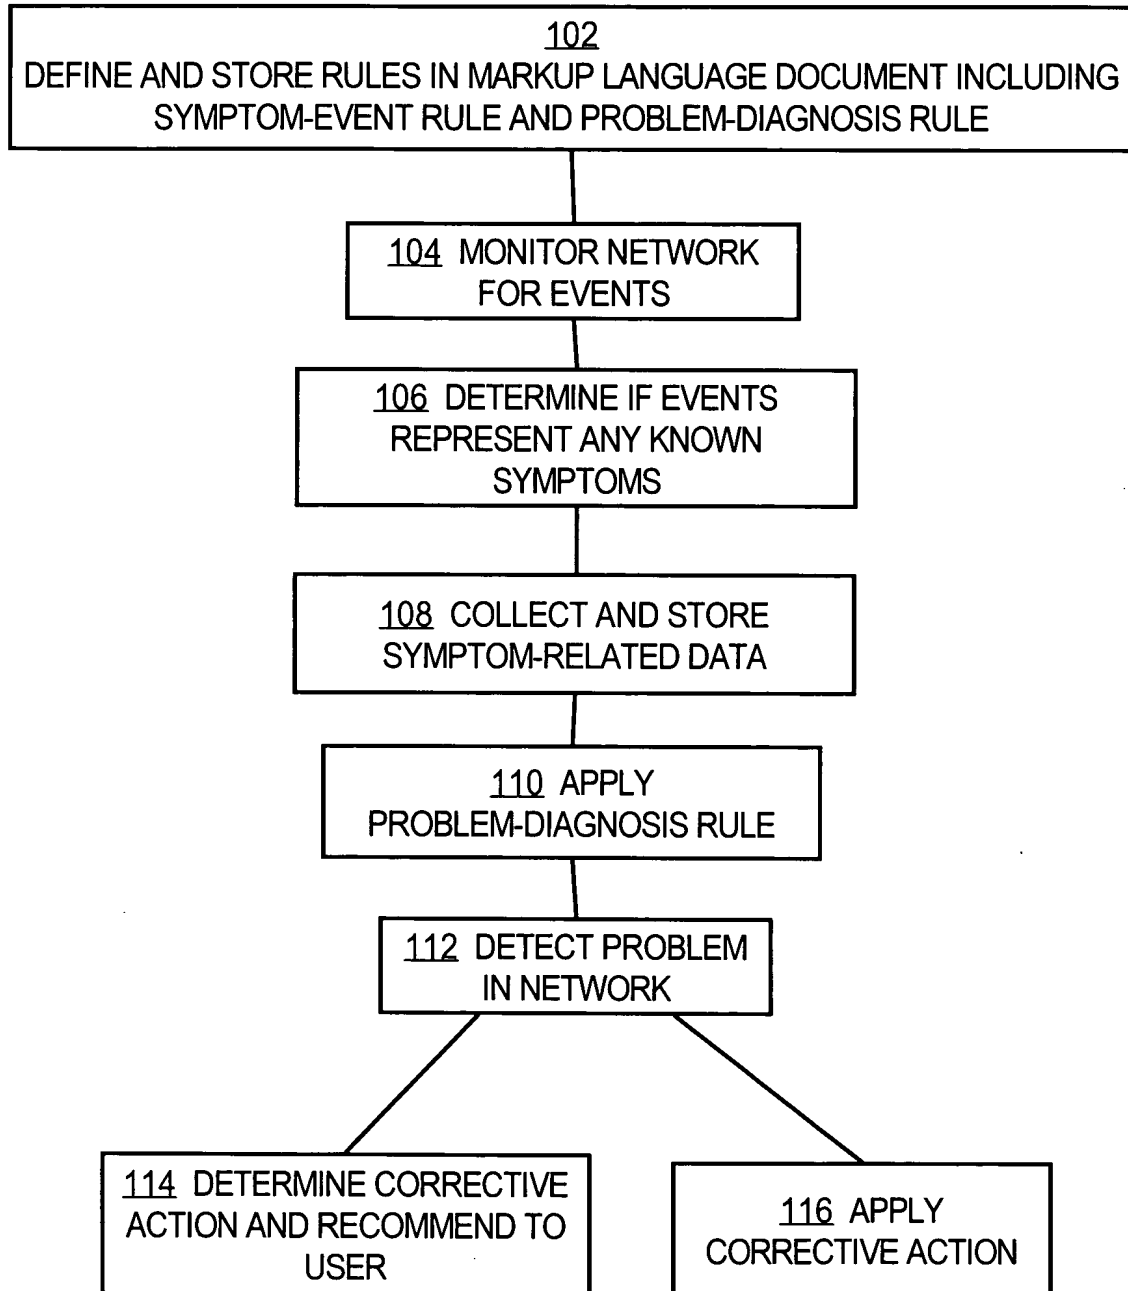 102
DEFINE AND STORE RULES IN MARKUP LANGUAGE DOCUMENT INCLUDING
SYMPTOM-EVENT RULE AND PROBLEM-DIAGNOSIS RULE
104 MONITOR NETWORK
FOR EVENTS
106 DETERMINE IF EVENTS
REPRESENT ANY KNOWN
SYMPTOMS
108 COLLECT AND STORE
SYMPTOM-RELATED DATA
110 APPLY
PROBLEM-DIAGNOSIS RULE
112 DETECT PROBLEM
IN NETWORK
114 DETERMINE CORRECTIVE
ACTION AND RECOMMEND TO
USER
116 APPLY
CORRECTIVE ACTION